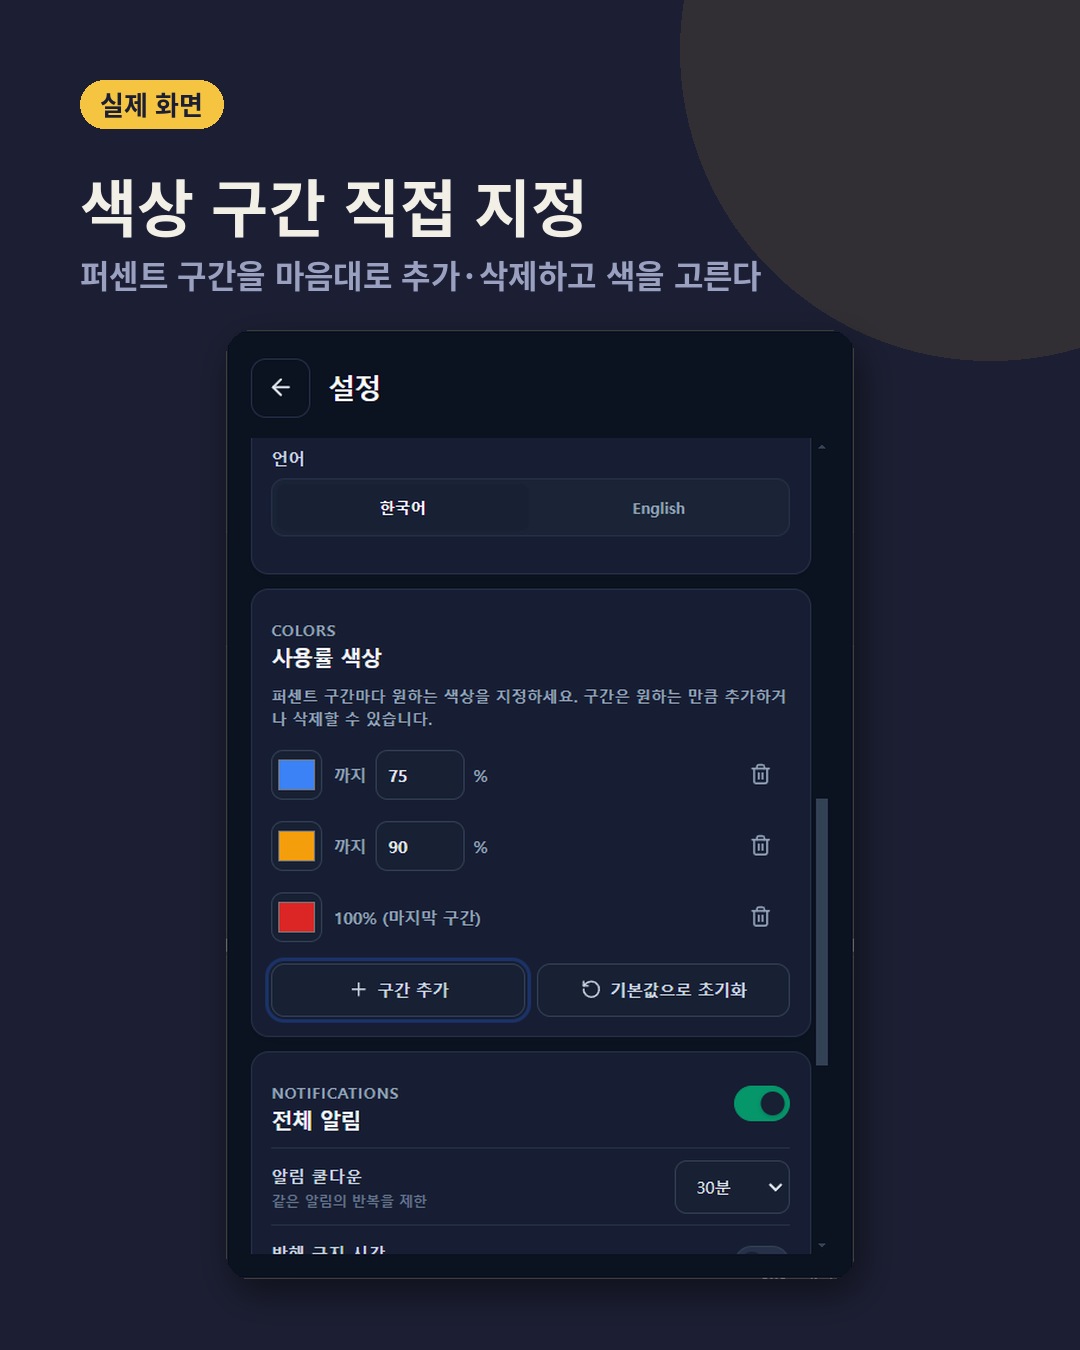 실제 화면
색상 구간 직접 지정
퍼센트 구간을 마음대로 추가·삭제하고 색을 고른다
설정
언어
한국어 English
COLORS
사용률 색상
퍼센트 구간마다 원하는 색상을 지정하세요. 구간은 원하는 만큼 추가하거
나 삭제할 수 있습니다.
까지 75 %
까지 90 %
100% (마지막 구간)
구간 추가 기본값으로 초기화
NOTIFICATIONS
전체 알림
알림 쿨다운
30분
같은 알림의 반복을 제한